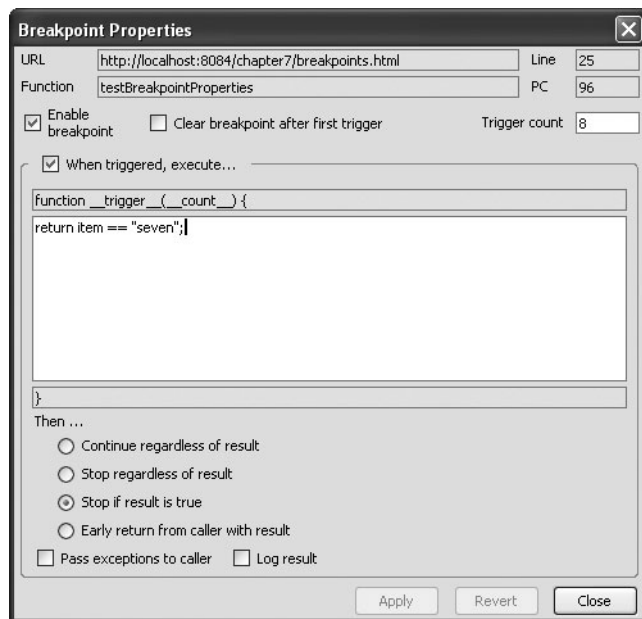 Breakpoint Properties
URL http://localhost:8084/chapter7/breakpoints.html Line 25
Function testBreakpointProperties PC 96
Enable breakpoint Clear breakpoint after first trigger Trigger count 8
When triggered, execute...
function __trigger__(__count__) {
return item == "seven";
}
Then ...
Continue regardless of result
Stop regardless of result
Stop if result is true
Early return from caller with result
Pass exceptions to caller Log result
Apply Revert Close